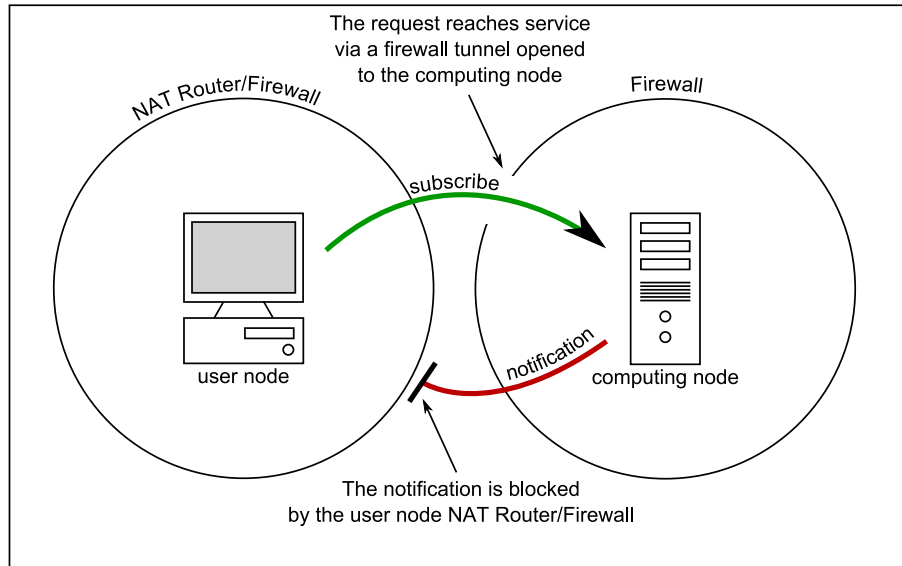 The request reaches service
via a firewall tunnel opened
to the computing node
NAT Router/Firewall
Firewall
subscribe
notification
user node
computing node
The notification is blocked
by the user node NAT Router/Firewall